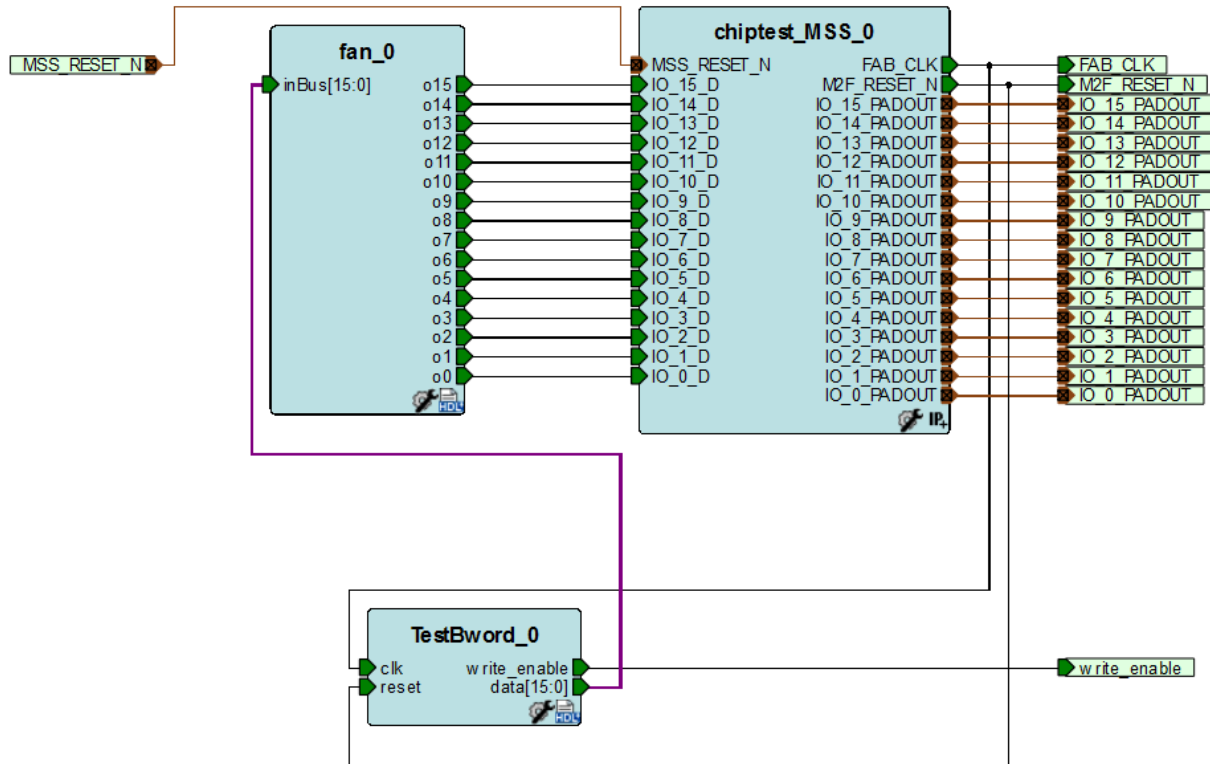 MSS_RESET_N
fan_0
inBus[15:0]
o15
o14
o13
o12
o11
o10
o9
o8
o7
o6
o5
o4
o3
o2
o1
o0
HDL
chiptest_MSS_0
MSS_RESET_N
IO_15_D
IO_14_D
IO_13_D
IO_12_D
IO_11_D
IO_10_D
IO_9_D
IO_8_D
IO_7_D
IO_6_D
IO_5_D
IO_4_D
IO_3_D
IO_2_D
IO_1_D
IO_0_D
FAB_CLK
M2F_RESET_N
IO_15_PADOUT
IO_14_PADOUT
IO_13_PADOUT
IO_12_PADOUT
IO_11_PADOUT
IO_10_PADOUT
IO_9_PADOUT
IO_8_PADOUT
IO_7_PADOUT
IO_6_PADOUT
IO_5_PADOUT
IO_4_PADOUT
IO_3_PADOUT
IO_2_PADOUT
IO_1_PADOUT
IO_0_PADOUT
IP+
FAB_CLK
M2F_RESET_N
IO_15_PADOUT
IO_14_PADOUT
IO_13_PADOUT
IO_12_PADOUT
IO_11_PADOUT
IO_10_PADOUT
IO_9_PADOUT
IO_8_PADOUT
IO_7_PADOUT
IO_6_PADOUT
IO_5_PADOUT
IO_4_PADOUT
IO_3_PADOUT
IO_2_PADOUT
IO_1_PADOUT
IO_0_PADOUT
TestBword_0
clk
reset
write_enable
data[15:0]
HDL
write_enable